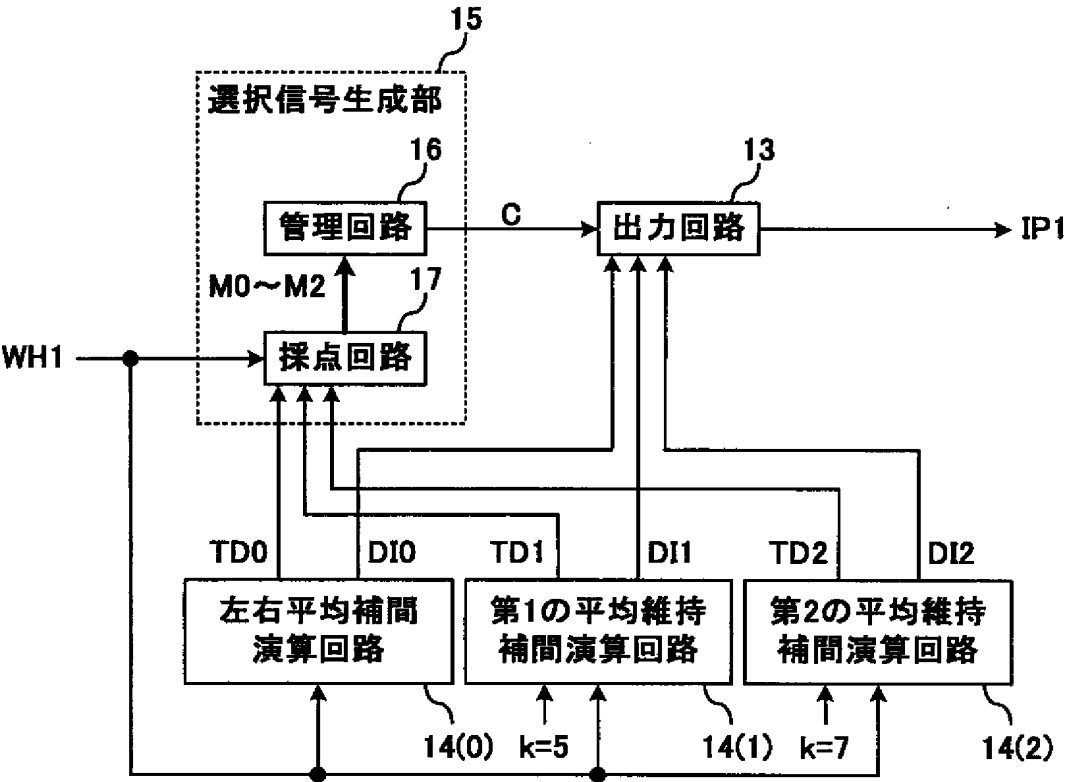 15
選択信号生成部
16
13
管理回路
C
出力回路
IP1
M0～M2
17
WH1
採点回路
TD0
DI0
TD1
DI1
TD2
DI2
左右平均補間
演算回路
第1の平均維持
補間演算回路
第2の平均維持
補間演算回路
14(0)
k=5
14(1)
k=7
14(2)